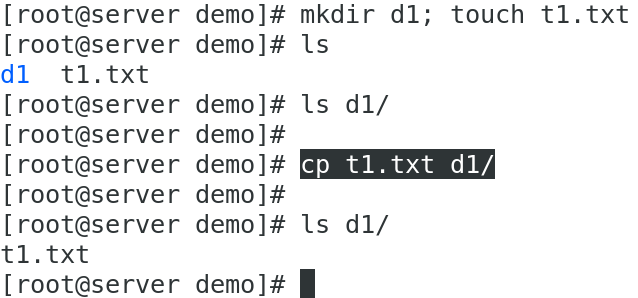 [root@server demo]# mkdir d1; touch t1.txt
[root@server demo]# ls
d1  t1.txt
[root@server demo]# ls d1/
[root@server demo]#
[root@server demo]# cp t1.txt d1/
[root@server demo]#
[root@server demo]# ls d1/
t1.txt
[root@server demo]#